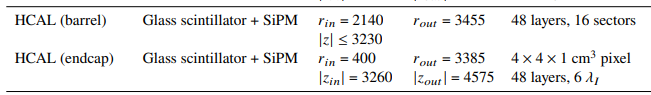 HCAL (barrel) Glass scintillator + SiPM r_in = 2140 r_out = 3455 48 layers, 16 sectors
|z| ≤ 3230
HCAL (endcap) Glass scintillator + SiPM r_in = 400 r_out = 3385 4 × 4 × 1 cm³ pixel
|z_in| = 3260 |z_out| = 4575 48 layers, 6 λ_I